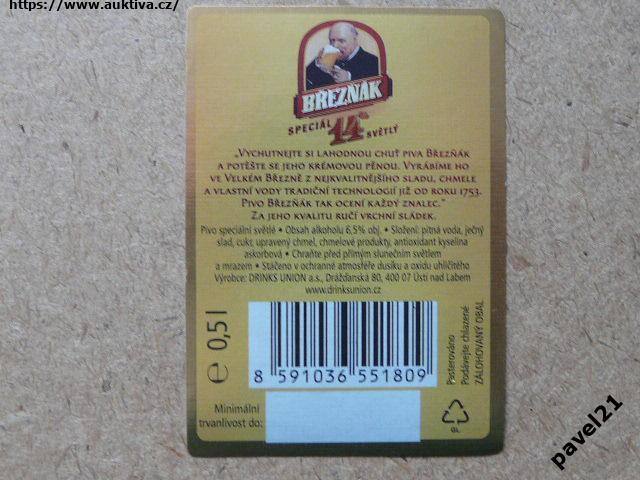 https://www.auktiva.cz/
BŘEZŇÁK
SPECIÁL 14 SVĚTLÝ
„VYCHUTNEJTE SI LAHODNOU CHUŤ PIVA BŘEZŇÁK
A POTĚŠTE SE JEHO KRÉMOVOU PĚNOU. VYRÁBÍME HO
VE VELKÉM BŘEZNĚ Z NEJKVALITNĚJŠÍHO SLADU, CHMELE
A VLASTNÍ VODY TRADIČNÍ TECHNOLOGIÍ JIŽ OD ROKU 1753.
PIVO BŘEZŇÁK TAK OCENÍ KAŽDÝ ZNALEC.“
ZA JEHO KVALITU RUČÍ VRCHNÍ SLÁDEK.
Pivo speciální světlé • Obsah alkoholu 6,5% obj. • Složení: pitná voda, ječný
slad, cukr, upravený chmel, chmelové produkty, antioxidant kyselina
askorbová • Chraňte před přímým slunečním světlem
a mrazem • Stáčeno v ochranné atmosféře dusíku a oxidu uhličitého
Výrobce: DRINKS UNION a.s., Drážďanská 80, 400 07 Ústí nad Labem
www.drinksunion.cz
℮ 0,5 l
8 591036 551809
Pasterováno
Podávejte chlazené
ZÁLOHOVANÝ OBAL
Minimální
trvanlivost do:
GL
pavel21